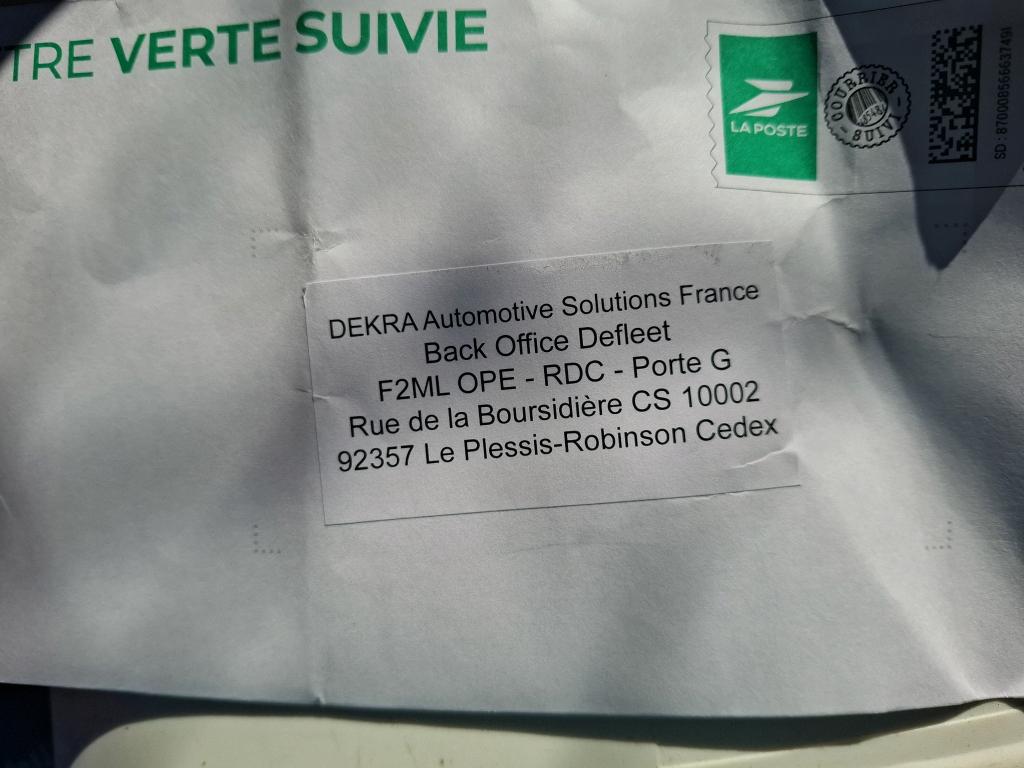 TRE VERTE SUIVIE
LA POSTE
COURRIER
SUIVI
SD : 87000856663749I
DEKRA Automotive Solutions France
Back Office Defleet
F2ML OPE - RDC - Porte G
Rue de la Boursidière CS 10002
92357 Le Plessis-Robinson Cedex